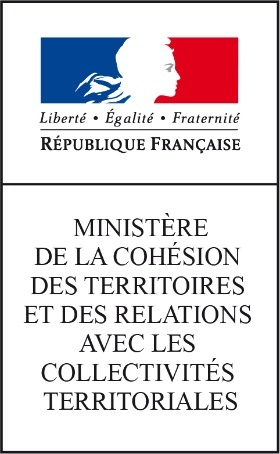 Liberté • Égalité • Fraternité
RÉPUBLIQUE FRANÇAISE
MINISTÈRE
DE LA COHÉSION
DES TERRITOIRES
ET DES RELATIONS
AVEC LES
COLLECTIVITÉS
TERRITORIALES